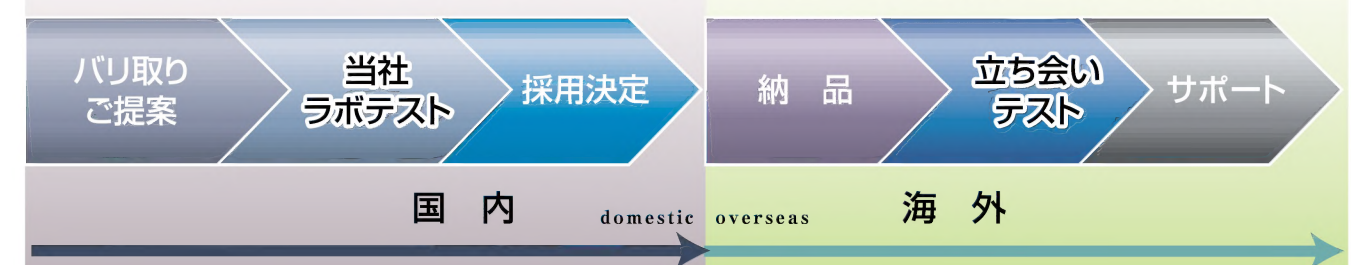 バリ取り
ご提案
当社
ラボテスト
採用決定
納 品
立ち会い
テスト
サポート
国 内
domestic
overseas
海 外